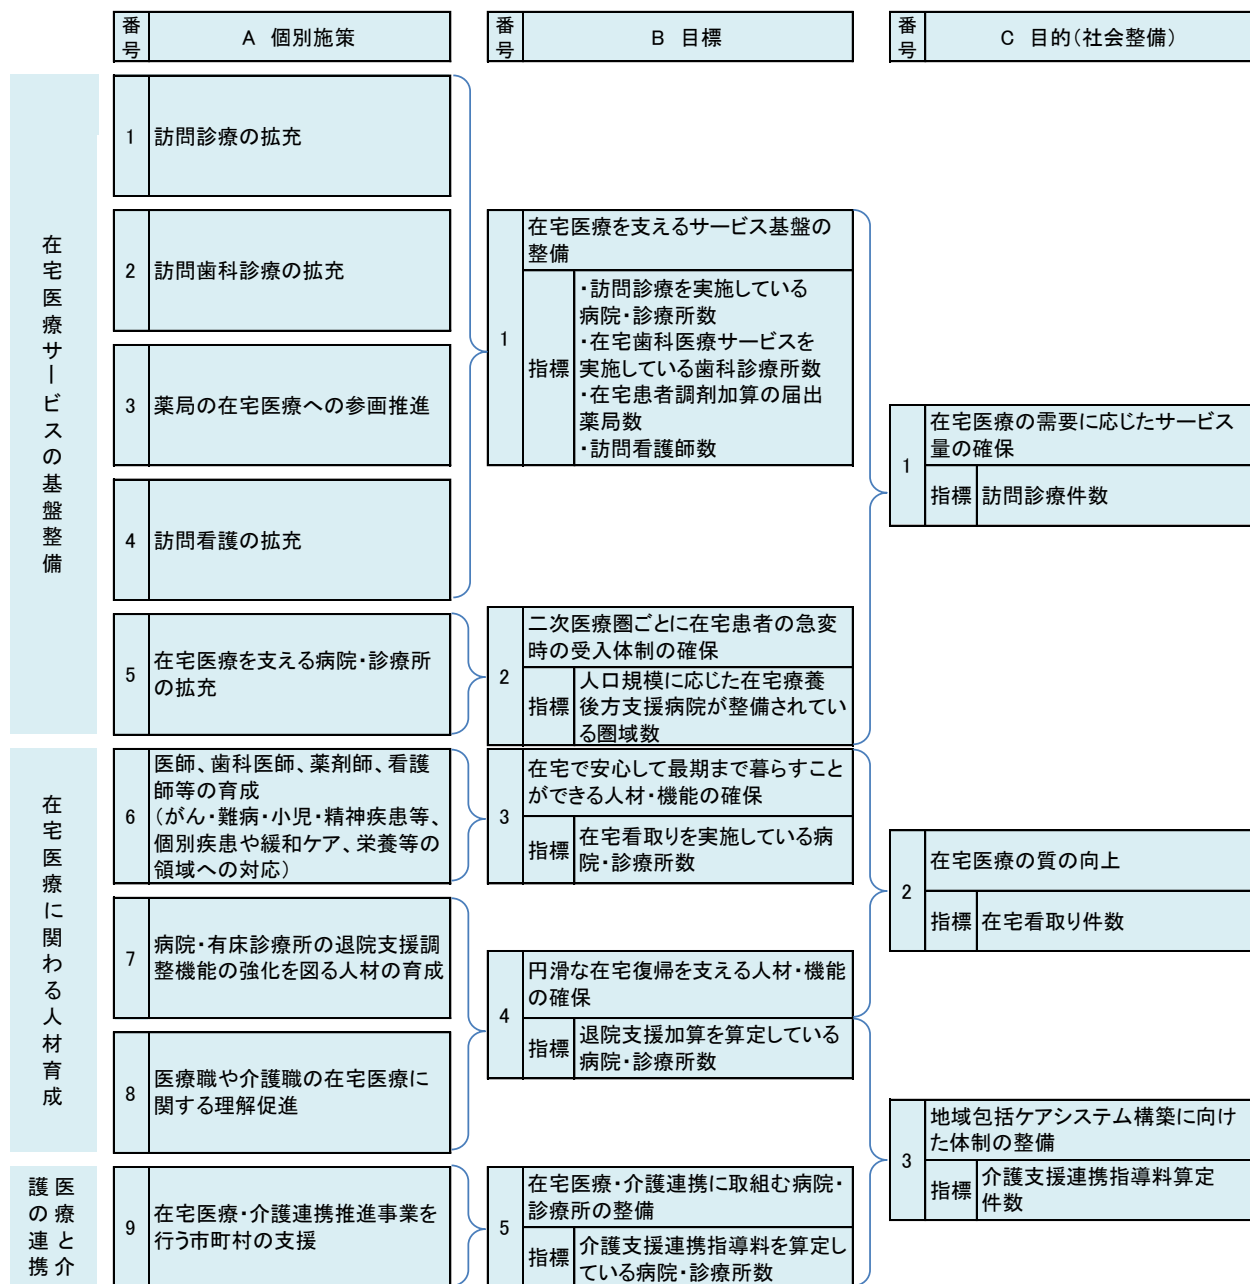 番号
A 個別施策
番号
B 目標
番号
C 目的(社会整備)
在宅医療サービスの基盤整備
1
訪問診療の拡充
2
訪問歯科診療の拡充
3
薬局の在宅医療への参画推進
4
訪問看護の拡充
5
在宅医療を支える病院・診療所
の拡充
在宅医療に関わる人材育成
6
医師、歯科医師、薬剤師、看護
師等の育成
(がん・難病・小児・精神疾患等、
個別疾患や緩和ケア、栄養等の
領域への対応)
7
病院・有床診療所の退院支援調
整機能の強化を図る人材の育成
8
医療職や介護職の在宅医療に
関する理解促進
医療と介
護の連携
9
在宅医療・介護連携推進事業を
行う市町村の支援
1
在宅医療を支えるサービス基盤の
整備
指標
・訪問診療を実施している
病院・診療所数
・在宅歯科医療サービスを
実施している歯科診療所数
・在宅患者調剤加算の届出
薬局数
・訪問看護師数
2
二次医療圏ごとに在宅患者の急変
時の受入体制の確保
指標
人口規模に応じた在宅療養
後方支援病院が整備されてい
る圏域数
3
在宅で安心して最期まで暮らすこと
ができる人材・機能の確保
指標
在宅看取りを実施している病
院・診療所数
4
円滑な在宅復帰を支える人材・機能
の確保
指標
退院支援加算を算定している
病院・診療所数
5
在宅医療・介護連携に取組む病院・
診療所の整備
指標
介護支援連携指導料を算定し
ている病院・診療所数
1
在宅医療の需要に応じたサービス
量の確保
指標
訪問診療件数
2
在宅医療の質の向上
指標
在宅看取り件数
3
地域包括ケアシステム構築に向け
た体制の整備
指標
介護支援連携指導料算定
件数